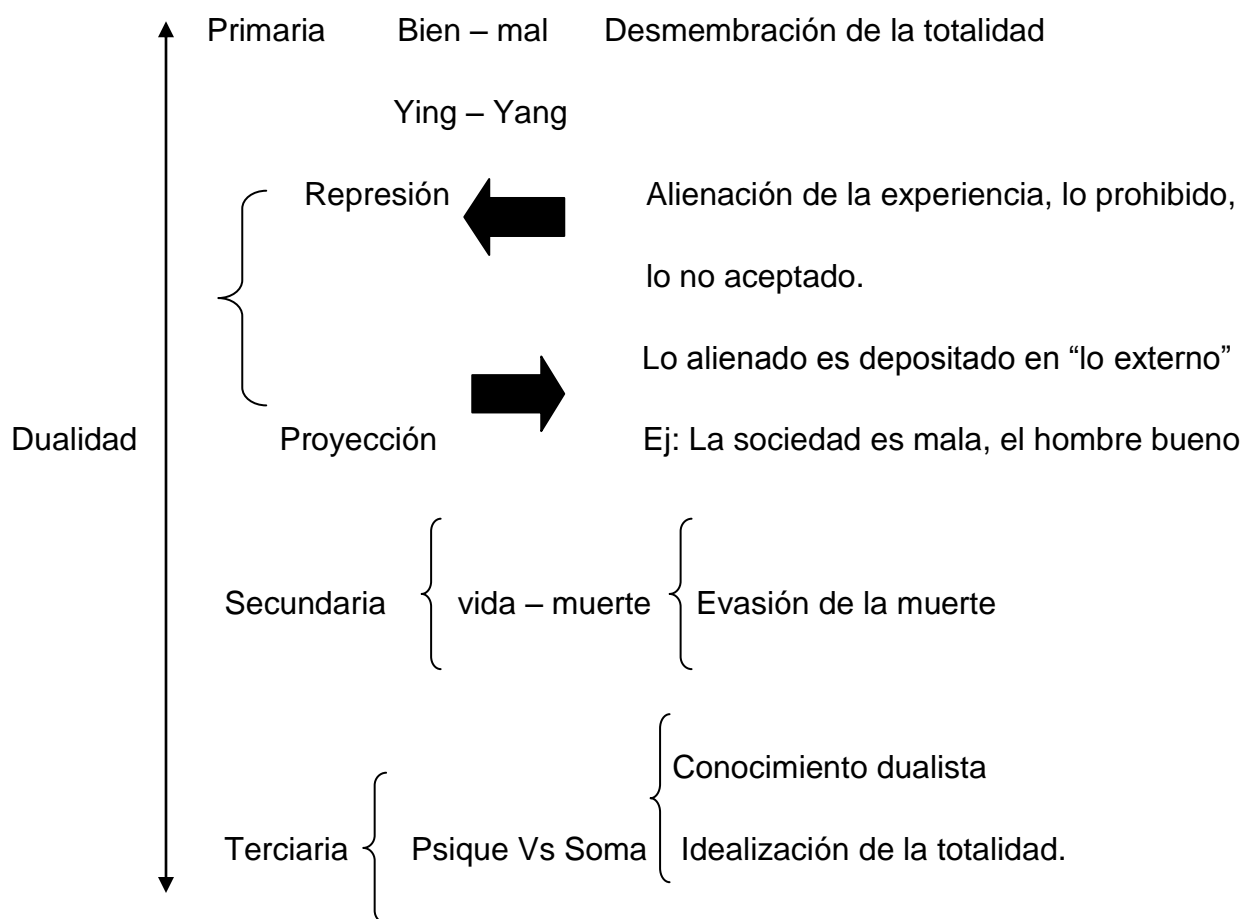 Primaria Bien – mal Desmembración de la totalidad
Ying – Yang
Represión Alienación de la experiencia, lo prohibido,
lo no aceptado.
Lo alienado es depositado en “lo externo”
Dualidad Proyección Ej: La sociedad es mala, el hombre bueno
Secundaria vida – muerte Evasión de la muerte
Conocimiento dualista
Terciaria Psique Vs Soma Idealización de la totalidad.